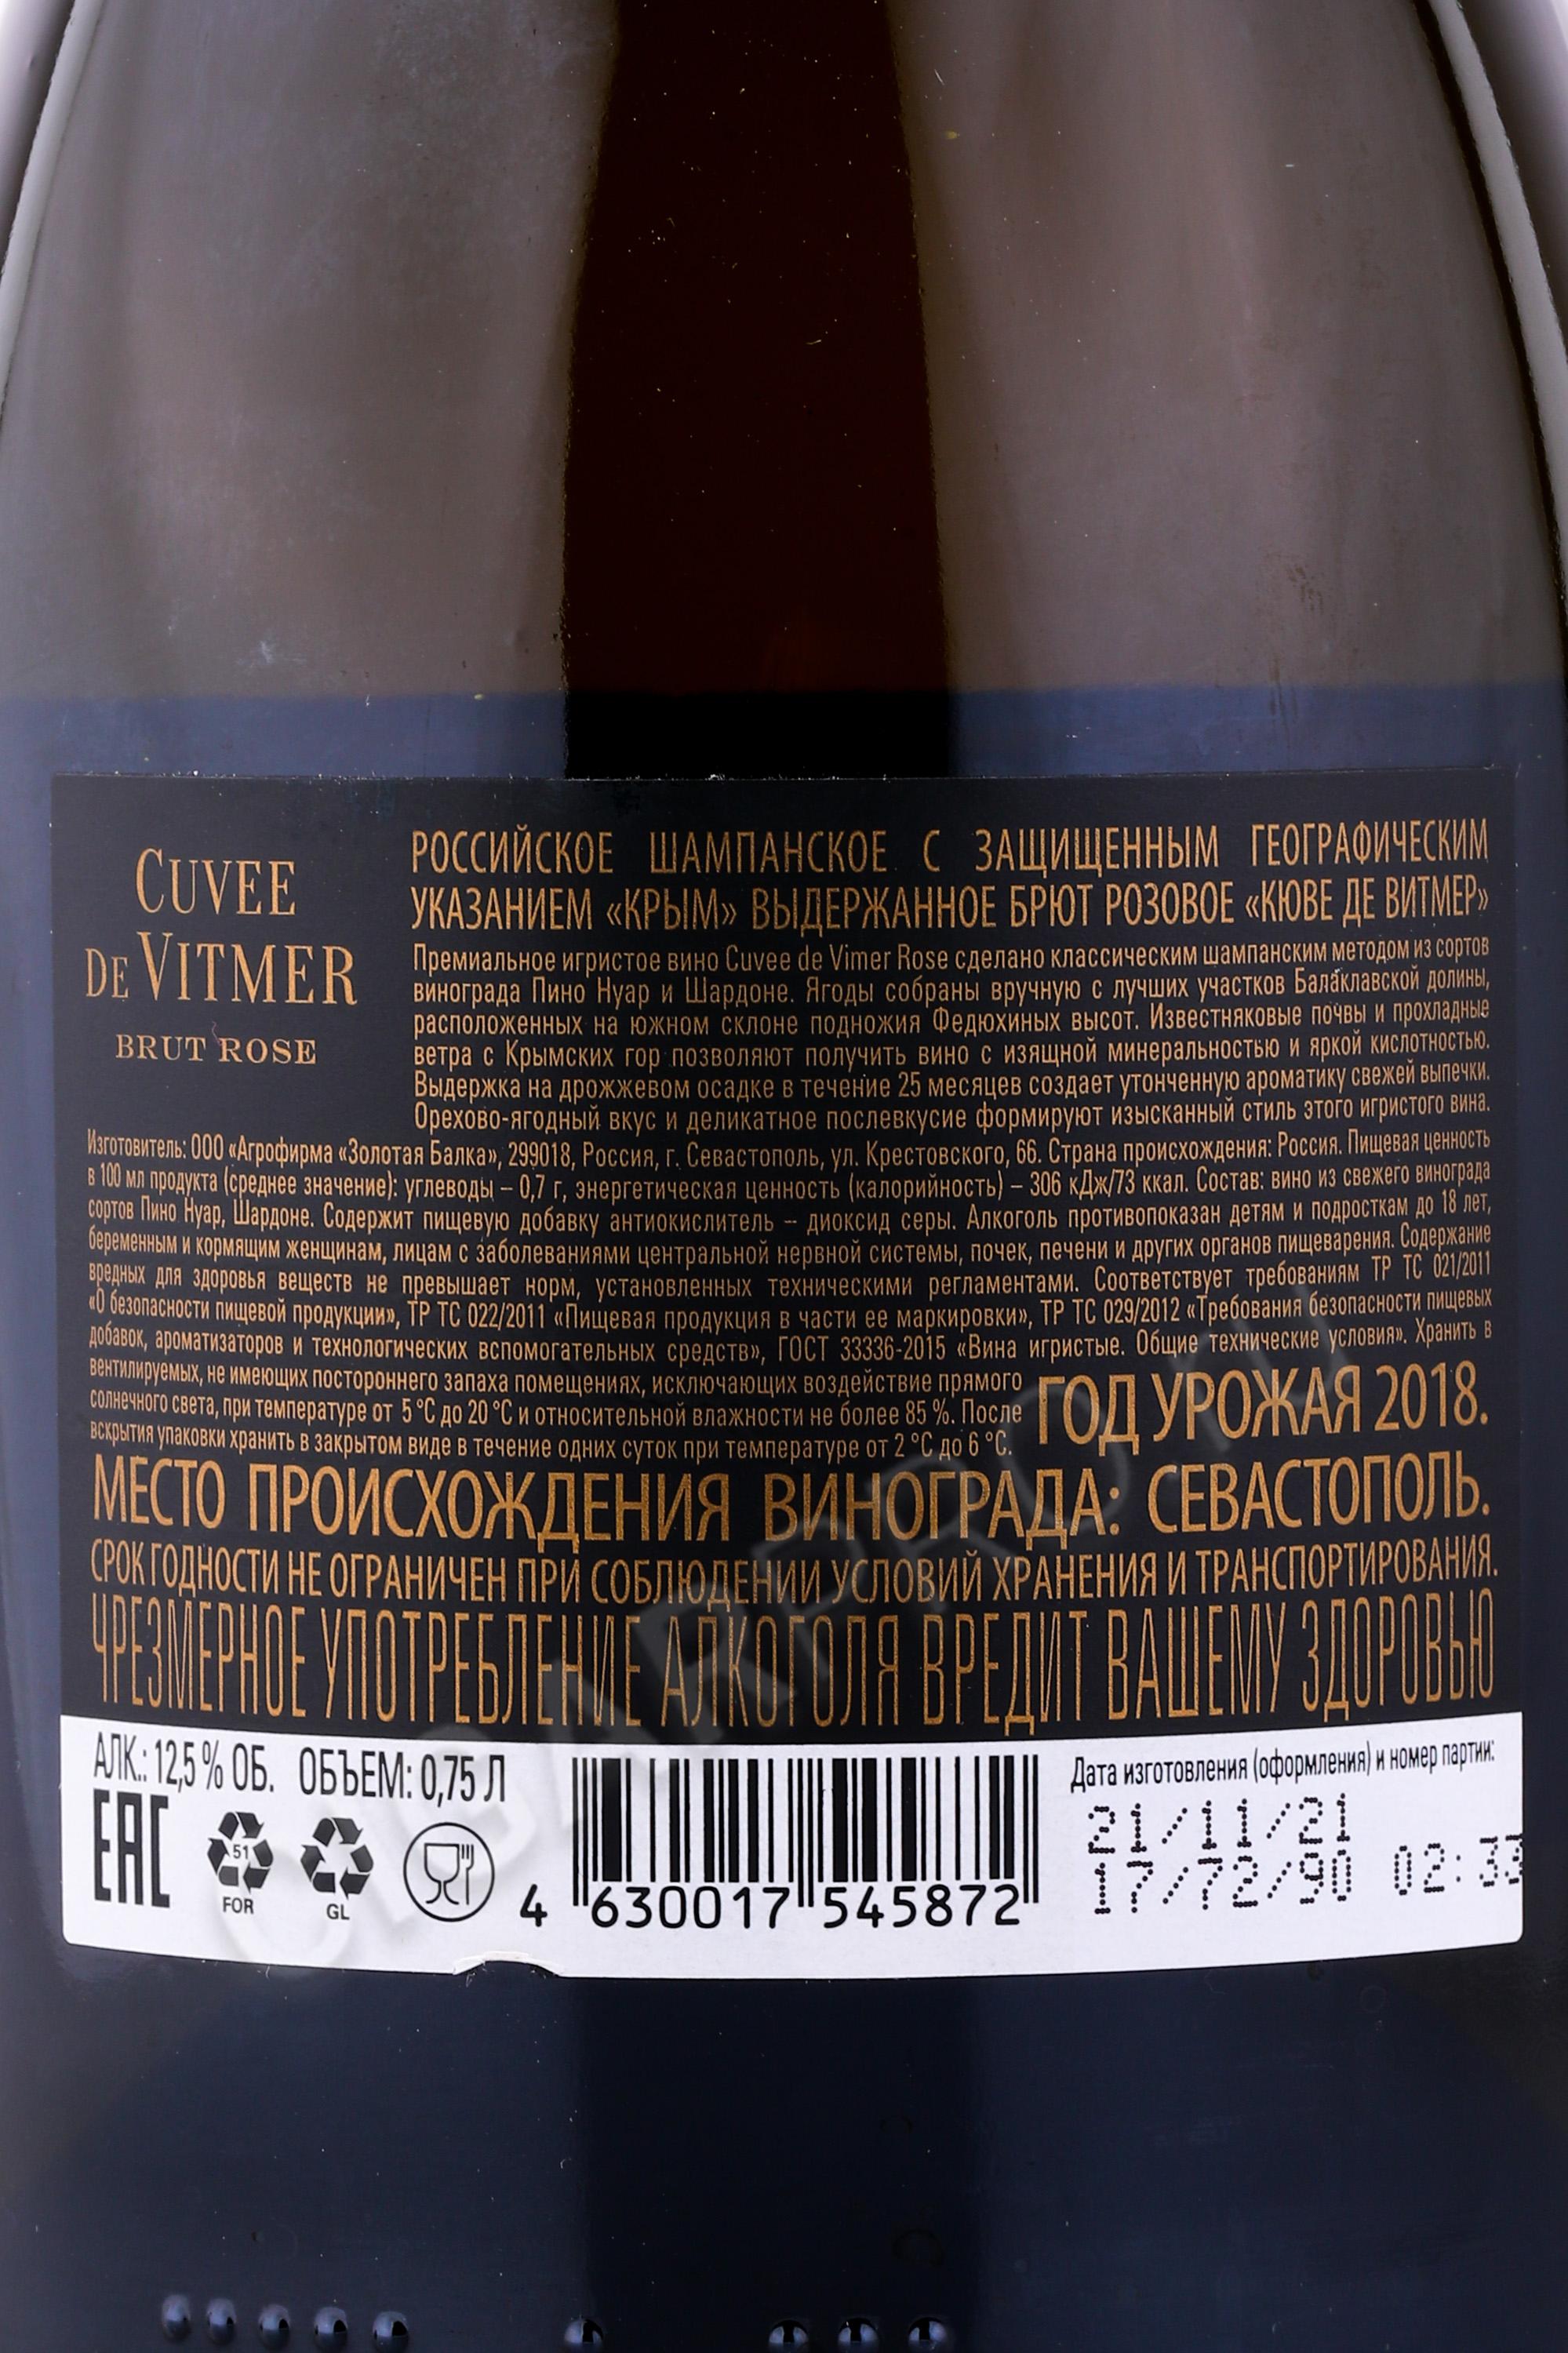 CUVEE
DE VITMER
BRUT ROSE
РОССИЙСКОЕ ШАМПАНСКОЕ С ЗАЩИЩЕННЫМ ГЕОГРАФИЧЕСКИМ
УКАЗАНИЕМ «КРЫМ» ВЫДЕРЖАННОЕ БРЮТ РОЗОВОЕ «КЮВЕ ДЕ ВИТМЕР»
Премиальное игристое вино Cuvee de Vimer Rose сделано классическим шампанским методом из сортов
винограда Пино Нуар и Шардоне. Ягоды собраны вручную с лучших участков Балаклавской долины,
расположенных на южном склоне подножия Федюхиных высот. Известняковые почвы и прохладные
ветра с Крымских гор позволяют получить вино с изящной минеральностью и яркой кислотностью.
Выдержка на дрожжевом осадке в течение 25 месяцев создает утонченную ароматику свежей выпечки.
Орехово-ягодный вкус и деликатное послевкусие формируют изысканный стиль этого игристого вина.
Изготовитель: ООО «Агрофирма «Золотая Балка», 299018, Россия, г. Севастополь, ул. Крестовского, 66. Страна происхождения: Россия. Пищевая ценность
в 100 мл продукта (среднее значение): углеводы – 0,7 г, энергетическая ценность (калорийность) – 306 кДж/73 ккал. Состав: вино из свежего винограда
сортов Пино Нуар, Шардоне. Содержит пищевую добавку антиокислитель – диоксид серы. Алкоголь противопоказан детям и подросткам до 18 лет,
беременным и кормящим женщинам, лицам с заболеваниями центральной нервной системы, почек, печени и других органов пищеварения. Содержание
вредных для здоровья веществ не превышает норм, установленных техническими регламентами. Соответствует требованиям ТР ТС 021/2011
«О безопасности пищевой продукции», ТР ТС 022/2011 «Пищевая продукция в части ее маркировки», ТР ТС 029/2012 «Требования безопасности пищевых
добавок, ароматизаторов и технологических вспомогательных средств», ГОСТ 33336-2015 «Вина игристые. Общие технические условия». Хранить в
вентилируемых, не имеющих постороннего запаха помещениях, исключающих воздействие прямого
солнечного света, при температуре от 5 °С до 20 °С и относительной влажности не более 85 %. После
вскрытия упаковки хранить в закрытом виде в течение одних суток при температуре от 2 °С до 6 °С.
ГОД УРОЖАЯ 2018.
МЕСТО ПРОИСХОЖДЕНИЯ ВИНОГРАДА: СЕВАСТОПОЛЬ.
СРОК ГОДНОСТИ НЕ ОГРАНИЧЕН ПРИ СОБЛЮДЕНИИ УСЛОВИЙ ХРАНЕНИЯ И ТРАНСПОРТИРОВАНИЯ.
ЧРЕЗМЕРНОЕ УПОТРЕБЛЕНИЕ АЛКОГОЛЯ ВРЕДИТ ВАШЕМУ ЗДОРОВЬЮ
АЛК.: 12,5 % ОБ. ОБЪЕМ: 0,75 Л
EAC
51
FOR
GL
4 630017 545872
Дата изготовления (оформления) и номер партии:
21/11/21
17/72/90 02:33
CIGARPRO.ru